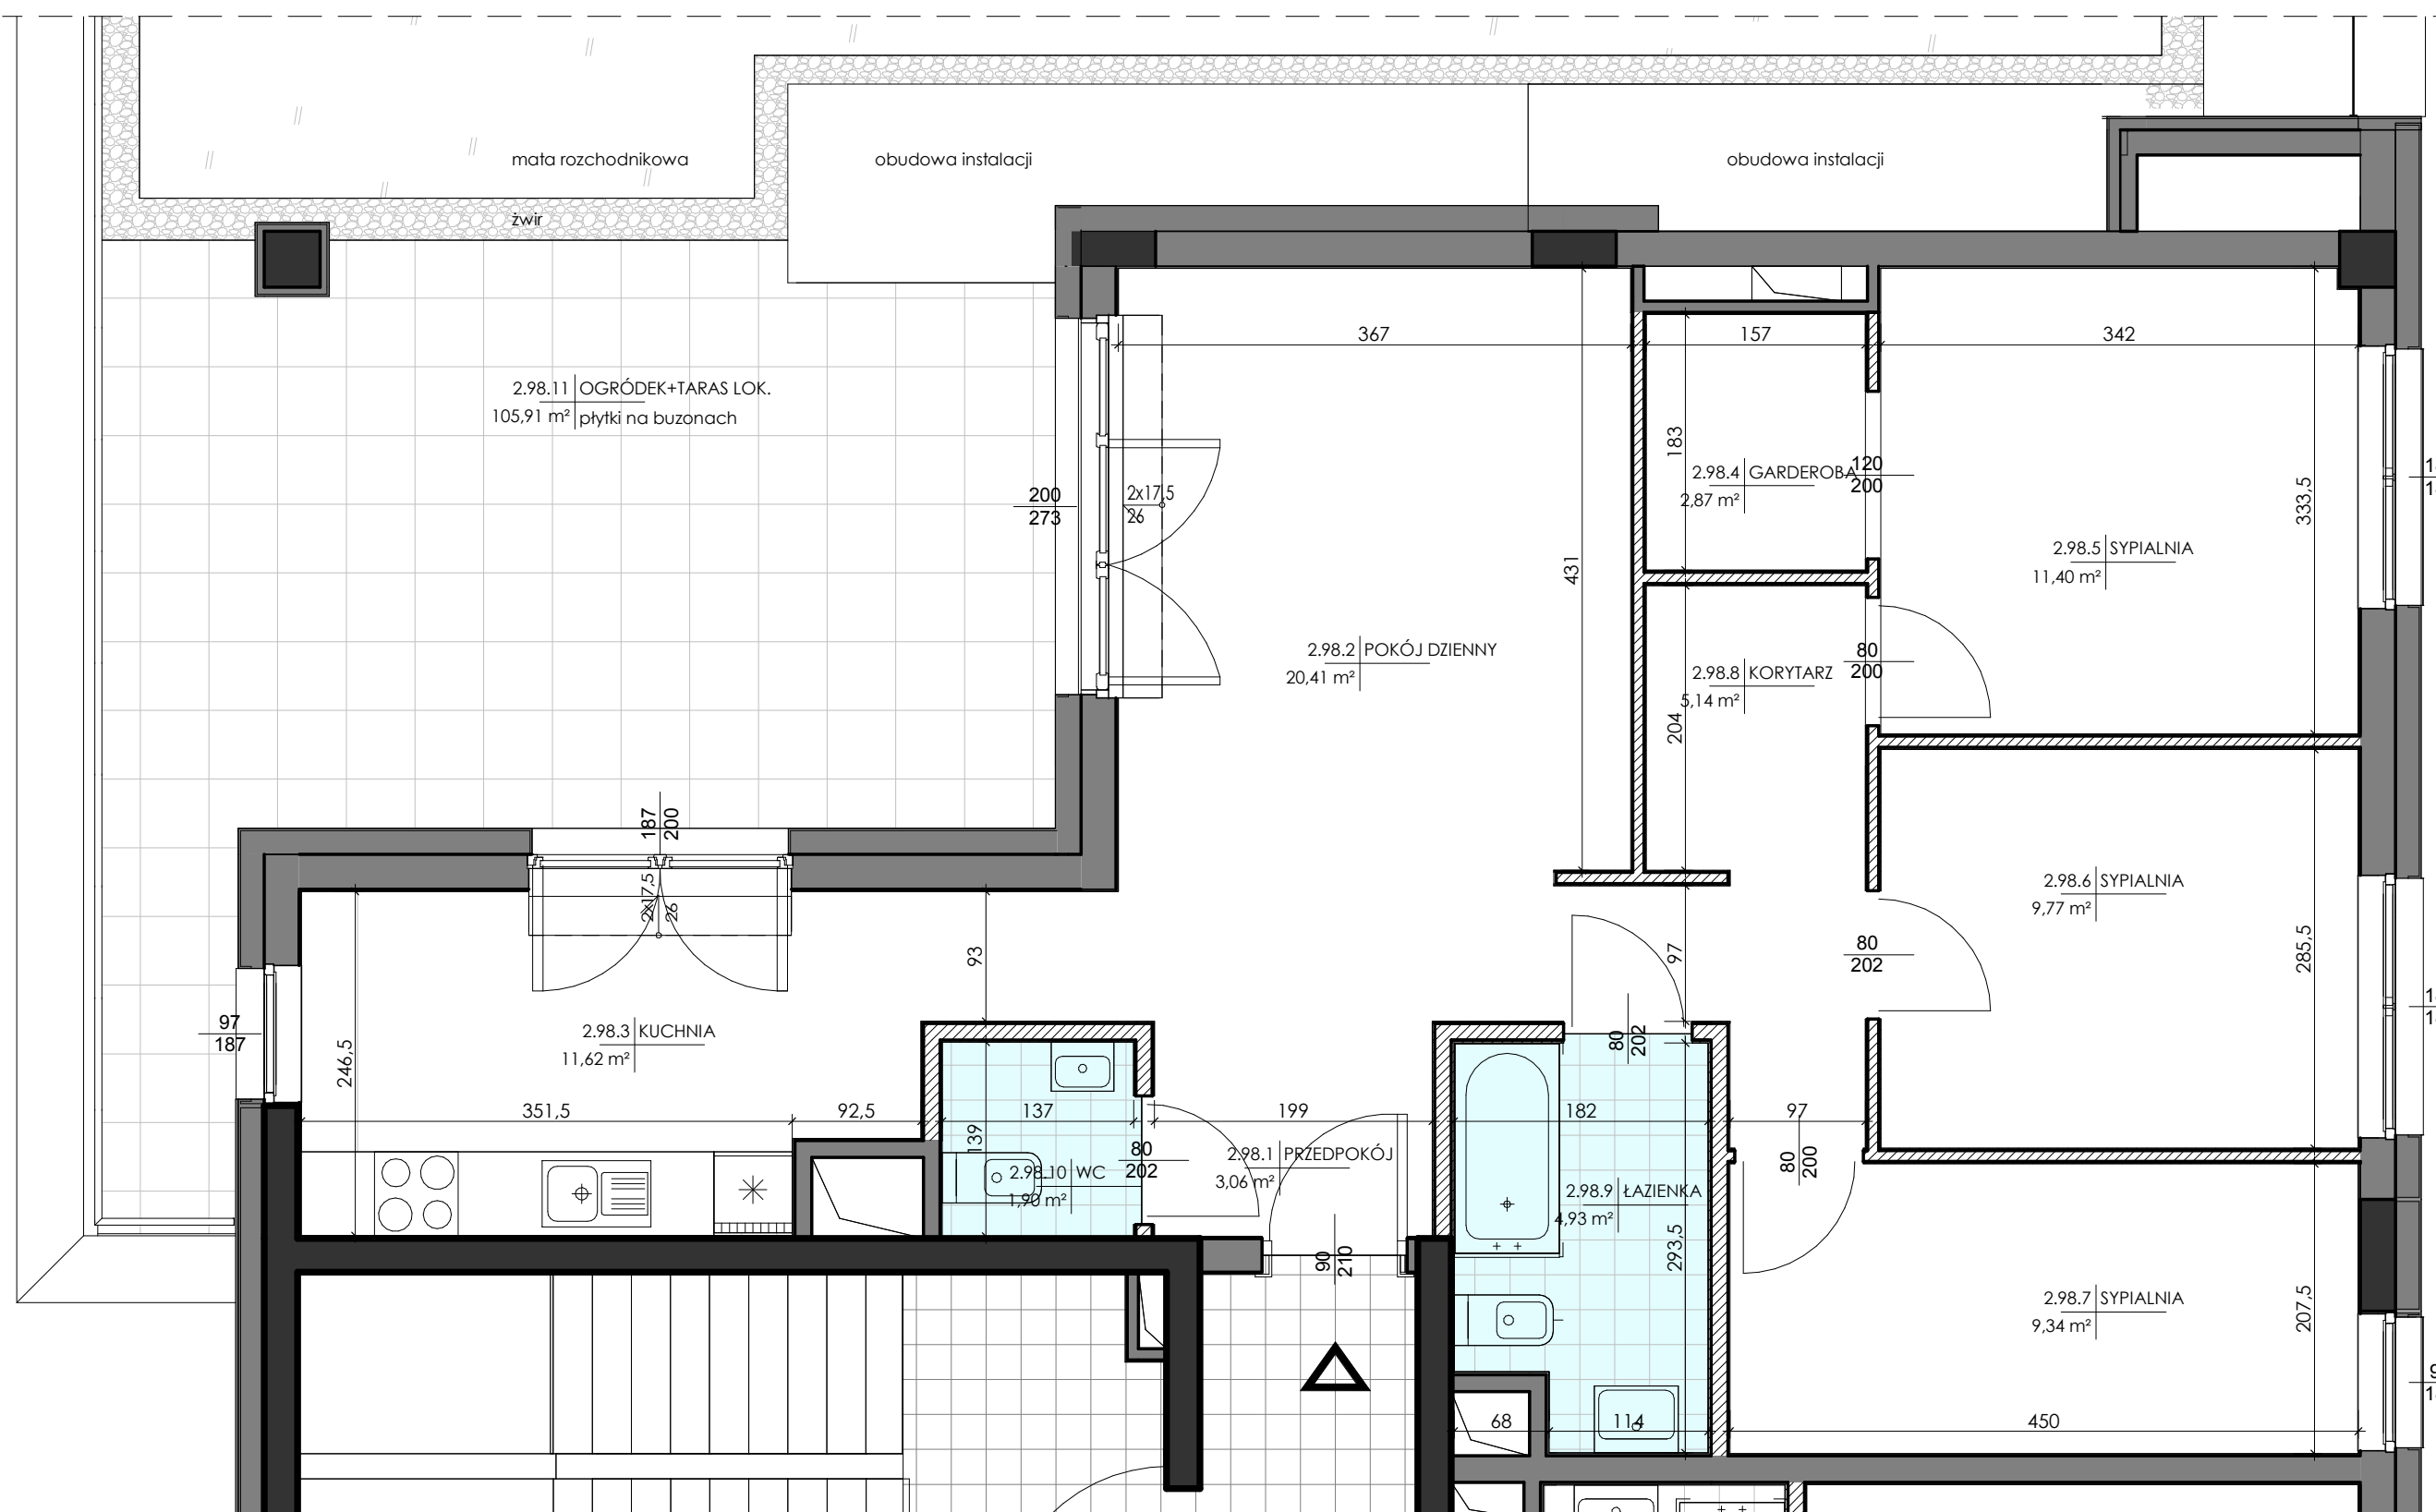 mata rozchodnikowa
obudowa instalacji
obudowa instalacji
żwir
367
157
342
2.98.11 OGRÓDEK+TARAS LOK.
105,91 m² płytki na buzonach
183
2.98.4 GARDEROBA
2,87 m²
120
200
333,5
200
273
2x17,5
26
431
2.98.5 SYPIALNIA
11,40 m²
2.98.2 POKÓJ DZIENNY
20,41 m²
2.98.8 KORYTARZ
5,14 m²
80
200
204
187
200
2x17,5
26
93
97
80
202
2.98.6 SYPIALNIA
9,77 m²
285,5
97
187
246,5
2.98.3 KUCHNIA
11,62 m²
80
202
351,5
92,5
137
199
182
97
139
80
202
2.98.10 WC
1,90 m²
2.98.1 PRZEDPOKÓJ
3,06 m²
80
200
2.98.9 ŁAZIENKA
4,93 m²
90
210
293,5
2.98.7 SYPIALNIA
9,34 m²
207,5
68
114
450